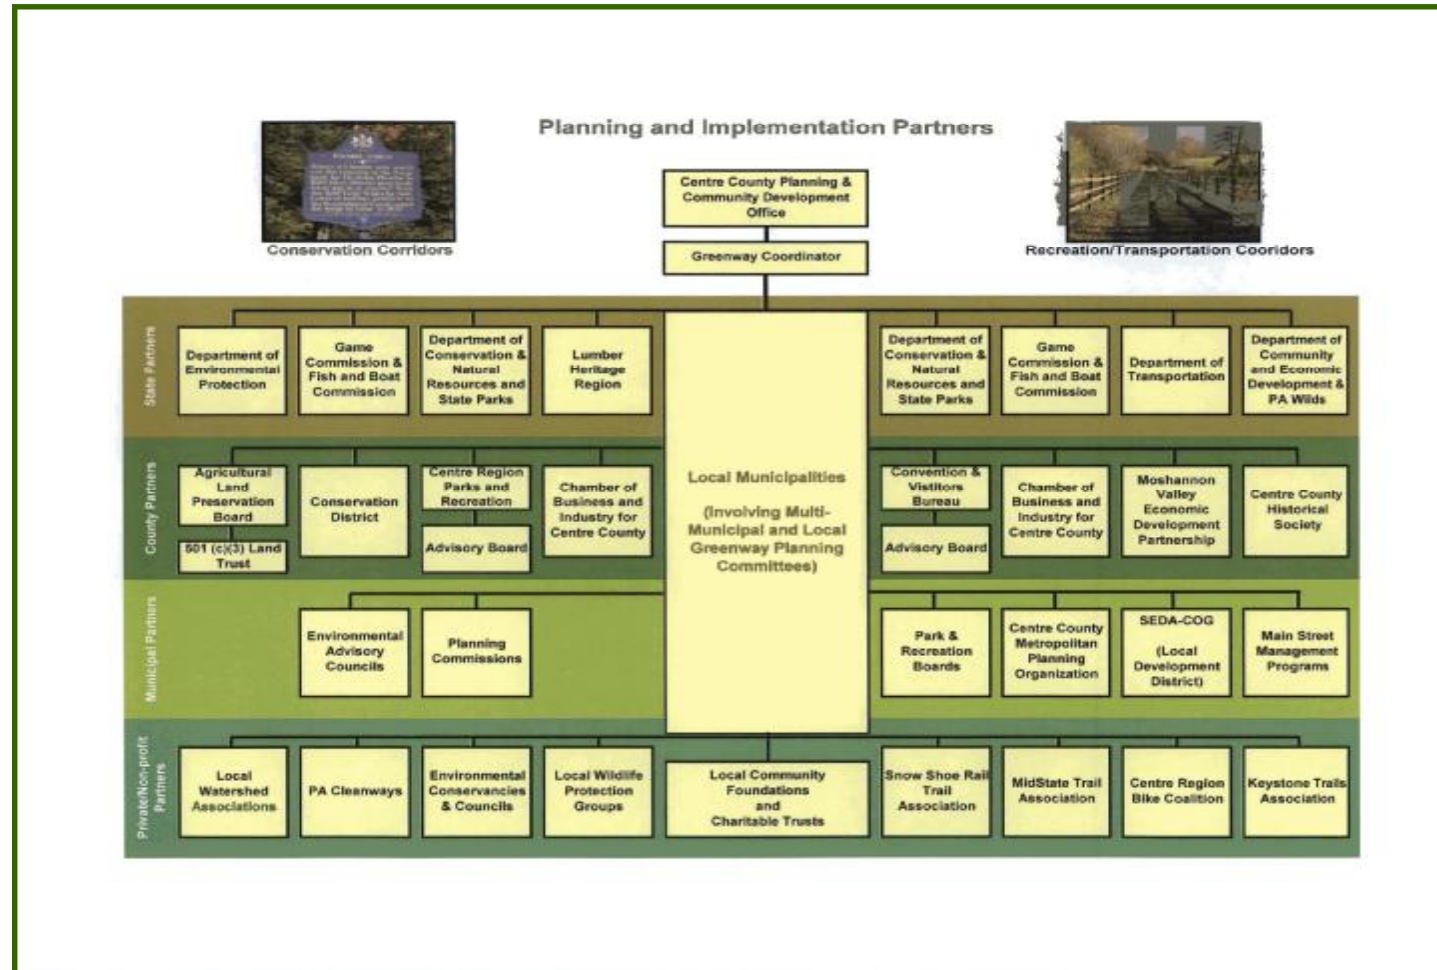 Planning and Implementation Partners
Centre County Planning &
Community Development
Office
Greenway Coordinator
Conservation Corridors
Recreation/Transportation Cooridors
State Partners
Department of
Environmental
Protection
Game
Commission &
Fish and Boat
Commission
Department of
Conservation &
Natural
Resources and
State Parks
Lumber
Heritage
Region
Department of
Conservation &
Natural
Resources and
State Parks
Game
Commission &
Fish and Boat
Commission
Department of
Transportation
Department of
Community
and Economic
Development &
PA Wilds
Local Municipalities
(Involving Multi-
Municipal and Local
Greenway Planning
Committees)
County Partners
Agricultural
Land
Preservation
Board
501 (c)(3) Land
Trust
Conservation
District
Centre Region
Parks and
Recreation
Advisory Board
Chamber of
Business and
Industry for
Centre County
Convention &
Vistitors
Bureau
Advisory Board
Chamber of
Business and
Industry for
Centre County
Moshannon
Valley
Economic
Development
Partnership
Centre County
Historical
Society
Municipal Partners
Environmental
Advisory
Councils
Planning
Commissions
Park &
Recreation
Boards
Centre County
Metropolitan
Planning
Organization
SEDA-COG
(Local
Development
District)
Main Street
Management
Programs
Private/Non-profit
Partners
Local
Watershed
Associations
PA Cleanways
Environmental
Conservancies
& Councils
Local Wildlife
Protection
Groups
Local Community
Foundations
and
Charitable Trusts
Snow Shoe Rail
Trail
Association
MidState Trail
Association
Centre Region
Bike Coalition
Keystone Trails
Association